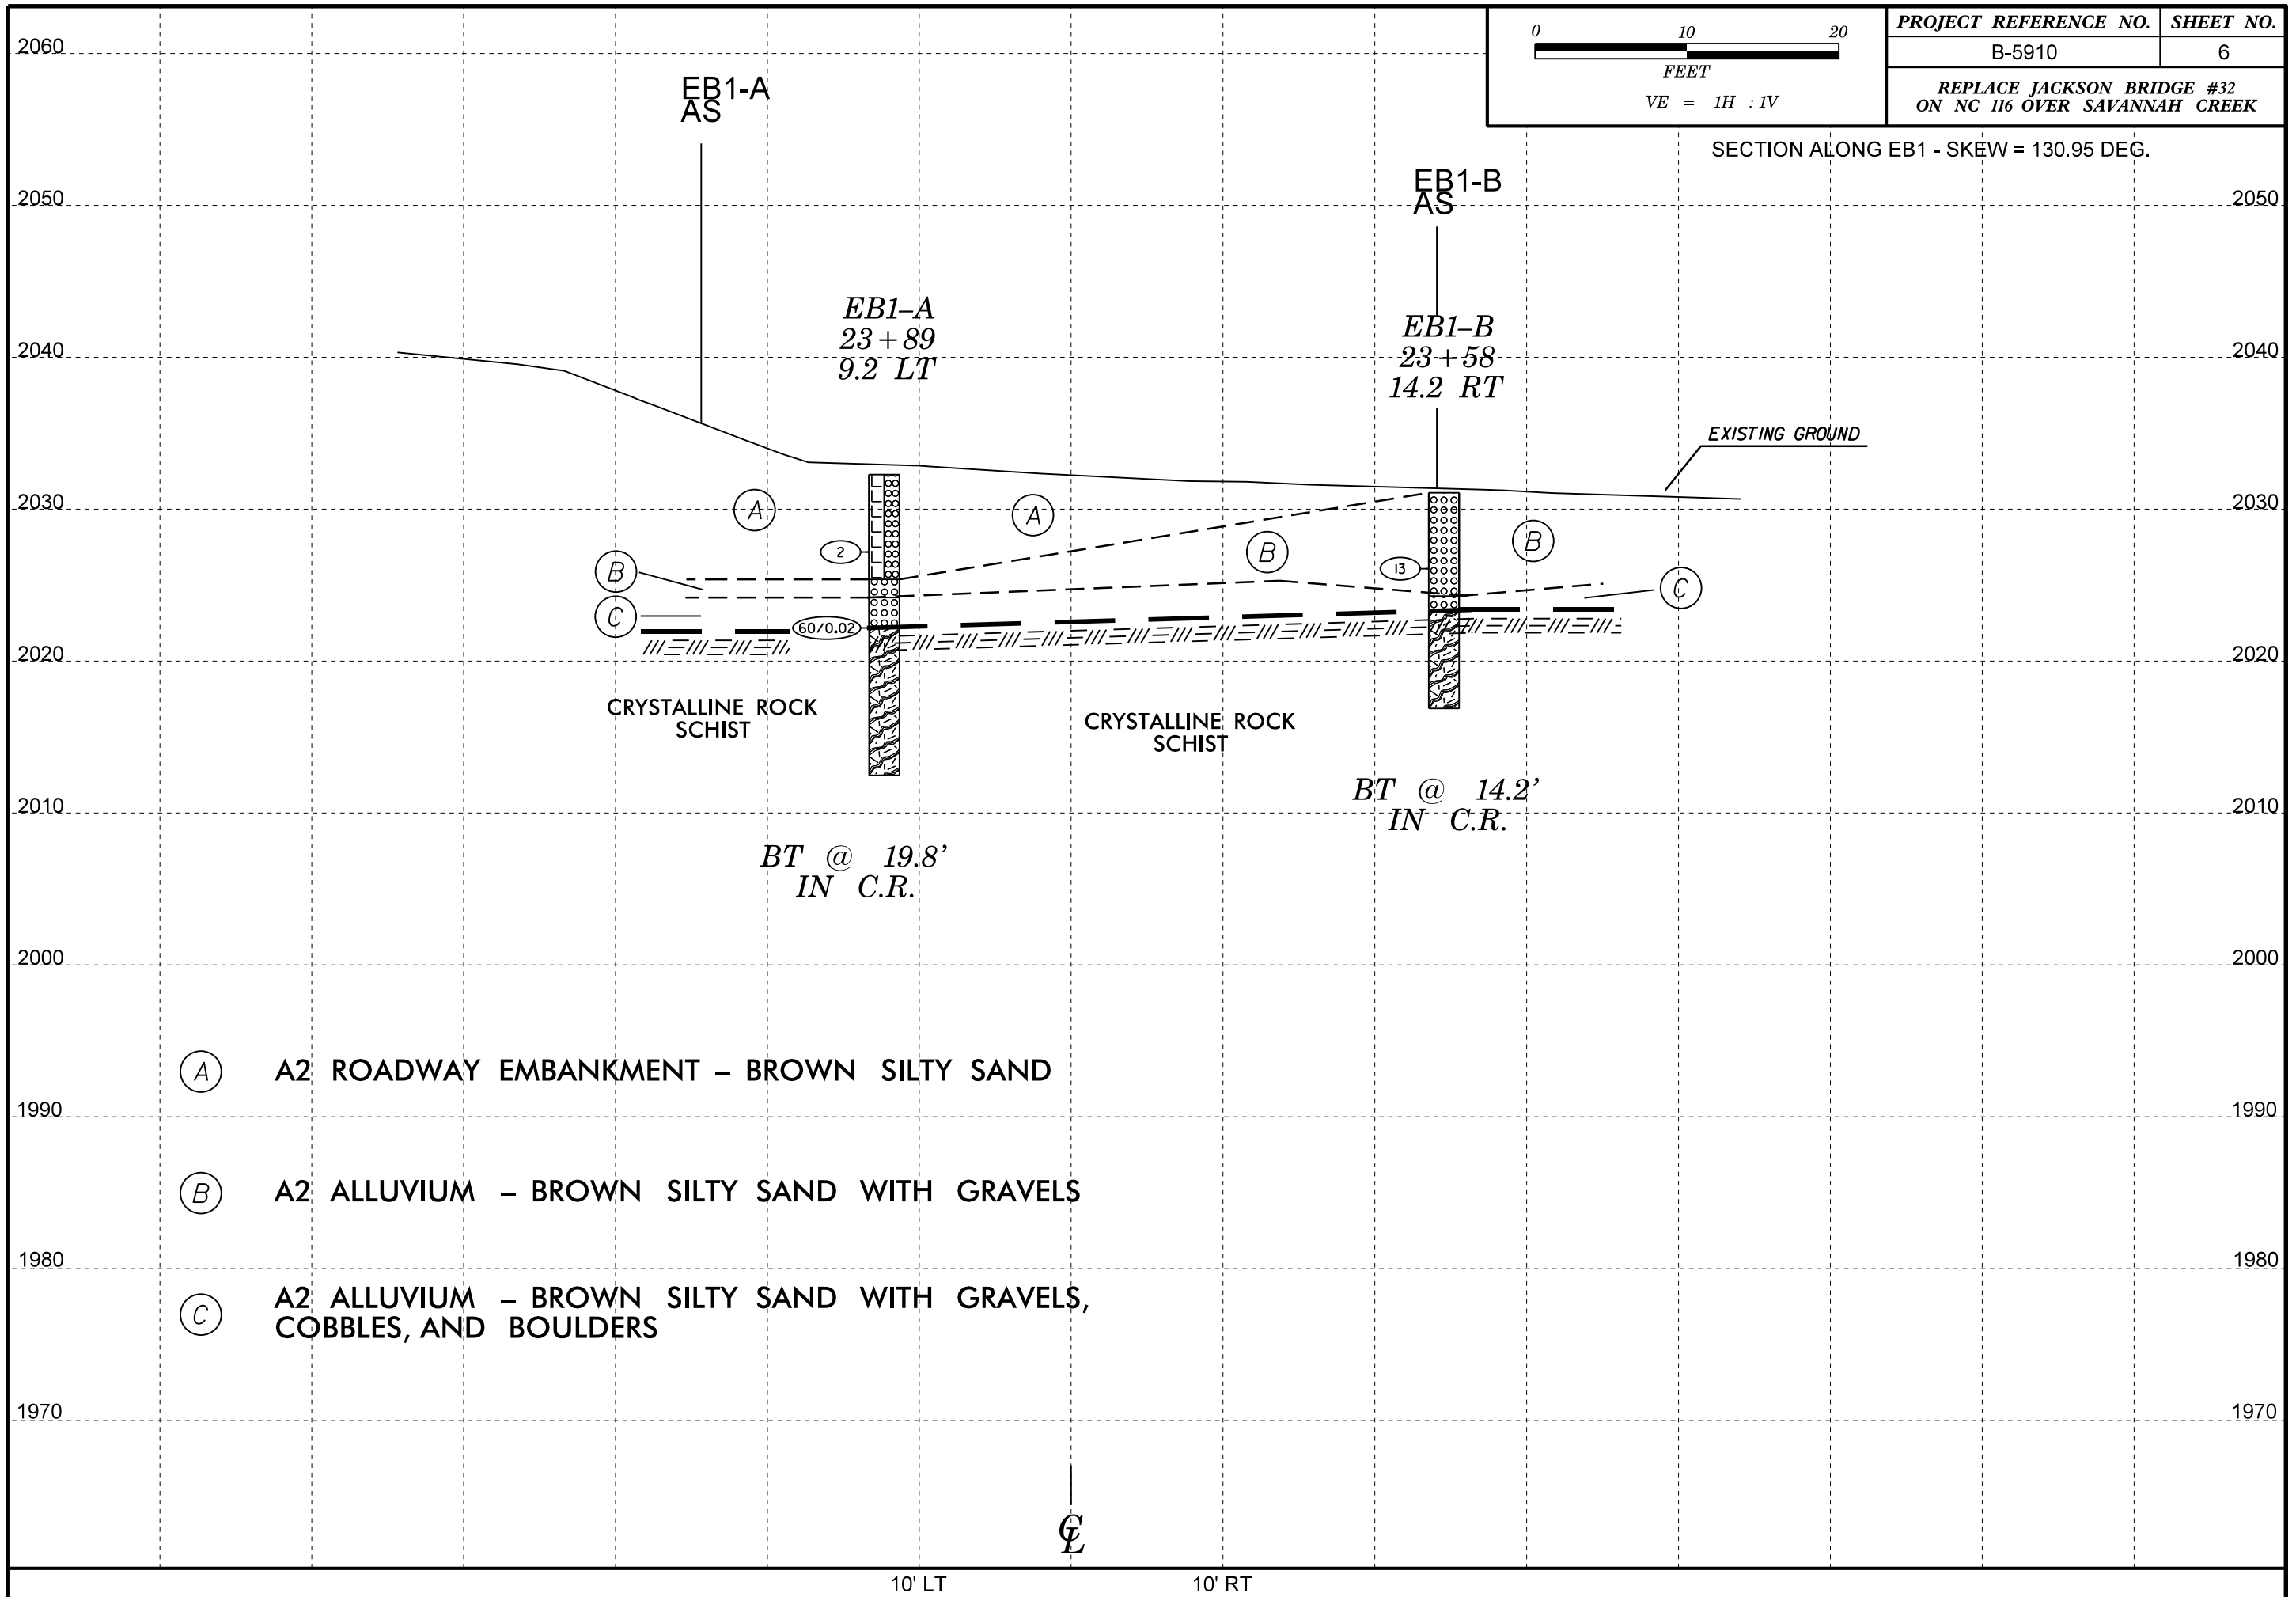 0 10 20
FEET
VE = 1H : 1V
PROJECT REFERENCE NO. SHEET NO.
B-5910 6
REPLACE JACKSON BRIDGE #32
ON NC 116 OVER SAVANNAH CREEK
SECTION ALONG EB1 - SKEW = 130.95 DEG.
2060
EB1-A
AS
2050 2050
EB1-B
AS
EB1-A
23+89
9.2 LT
EB1-B
23+58
14.2 RT
2040 2040
EXISTING GROUND
2030 2030
A
A
B
B
2
13
B
C
C
60/0.02
2020 2020
CRYSTALLINE ROCK
SCHIST
CRYSTALLINE ROCK
SCHIST
BT @ 14.2'
IN C.R.
2010 2010
BT @ 19.8'
IN C.R.
2000 2000
A A2 ROADWAY EMBANKMENT – BROWN SILTY SAND
1990 1990
B A2 ALLUVIUM – BROWN SILTY SAND WITH GRAVELS
1980 1980
C A2 ALLUVIUM – BROWN SILTY SAND WITH GRAVELS,
COBBLES, AND BOULDERS
1970 1970
℄
10' LT 10' RT